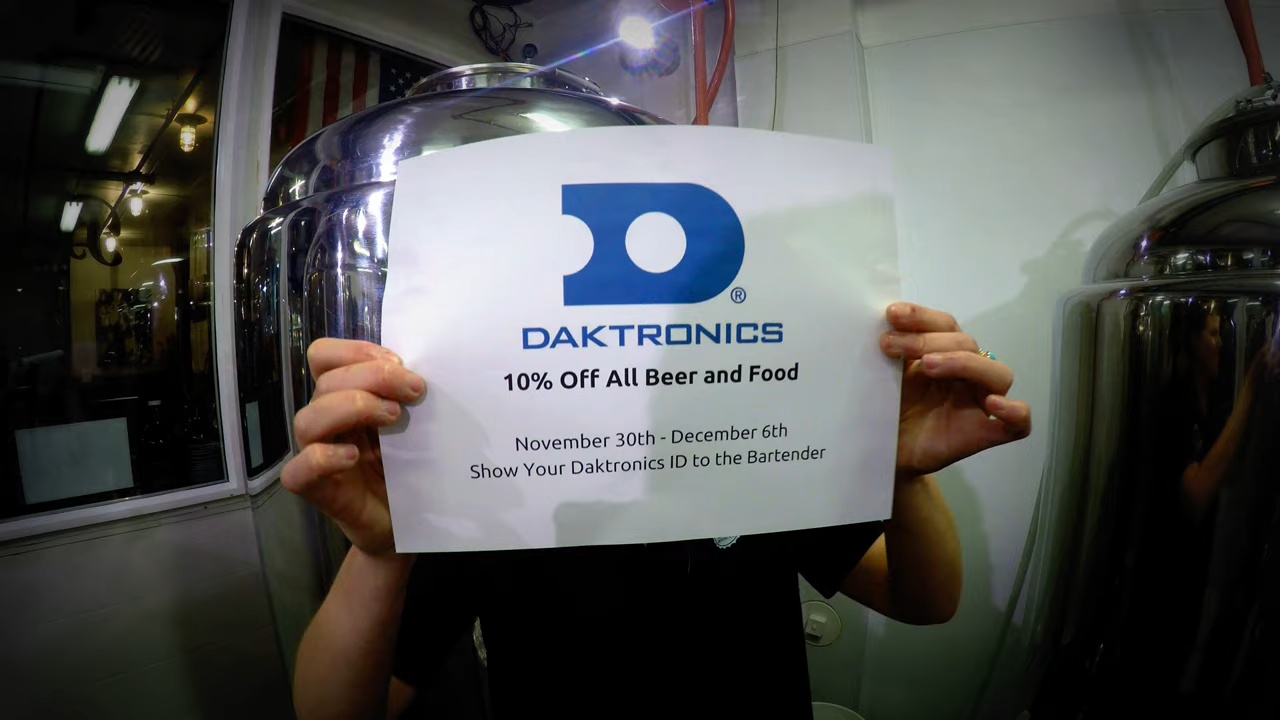 ®
DAKTRONICS
10% Off All Beer and Food
November 30th - December 6th
Show Your Daktronics ID to the Bartender